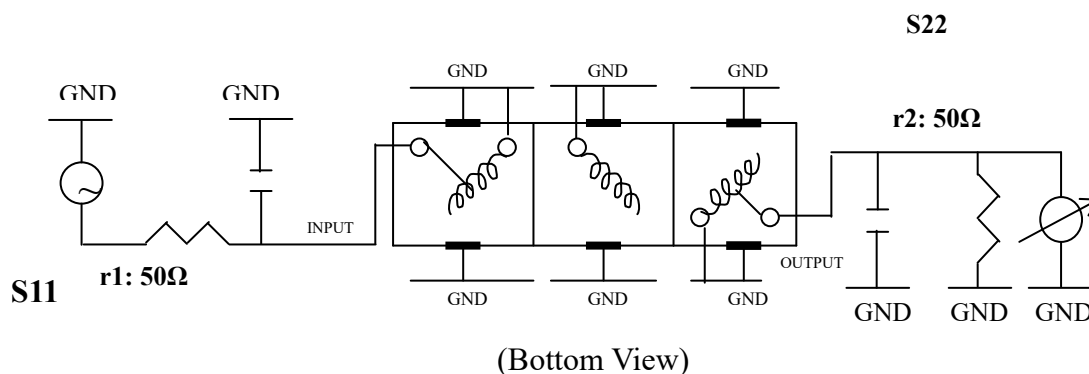 S22
GND
GND
GND
GND
GND
r2: 50Ω
INPUT
r1: 50Ω
S11
GND
GND
GND
OUTPUT
GND
GND
GND
(Bottom View)